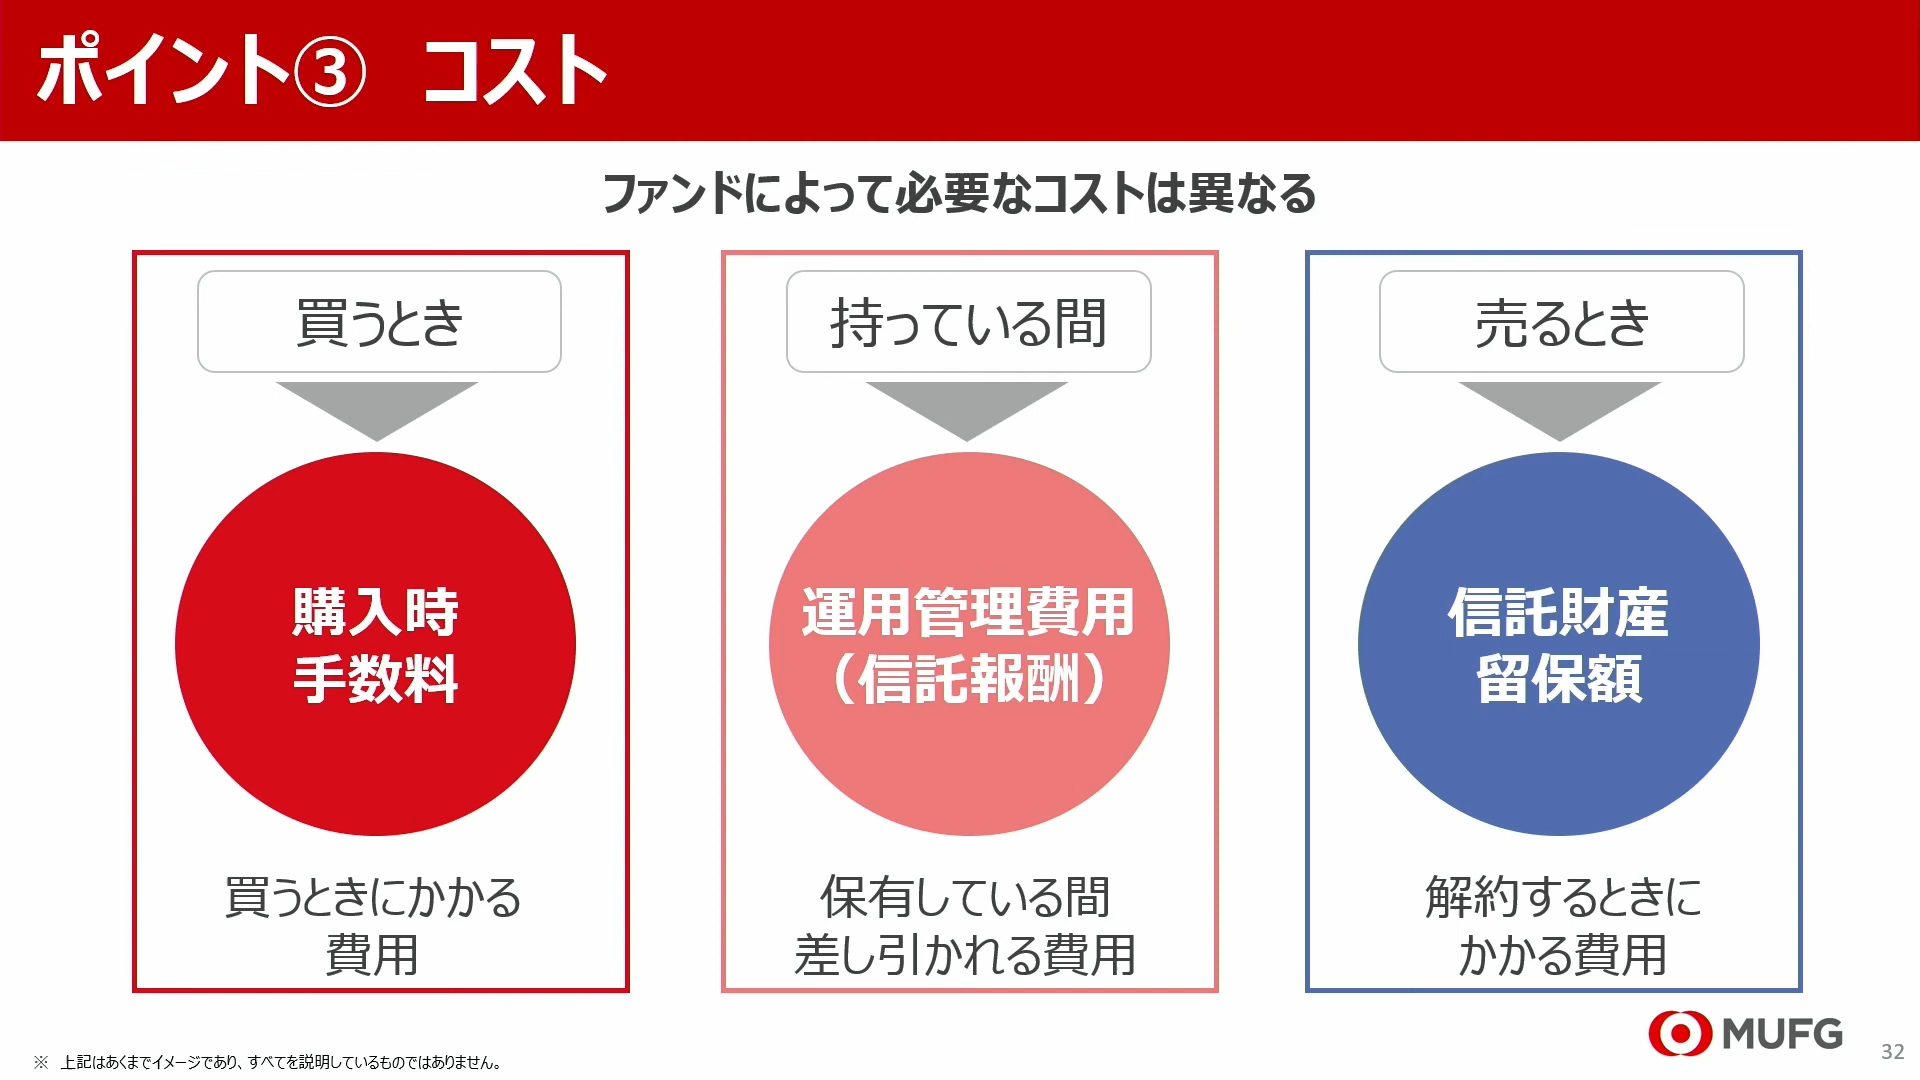 ポイント③　コスト
ファンドによって必要なコストは異なる
買うとき
購入時
手数料
買うときにかかる
費用
持っている間
運用管理費用
（信託報酬）
保有している間
差し引かれる費用
売るとき
信託財産
留保額
解約するときに
かかる費用
MUFG
※　上記はあくまでイメージであり、すべてを説明しているものではありません。
32